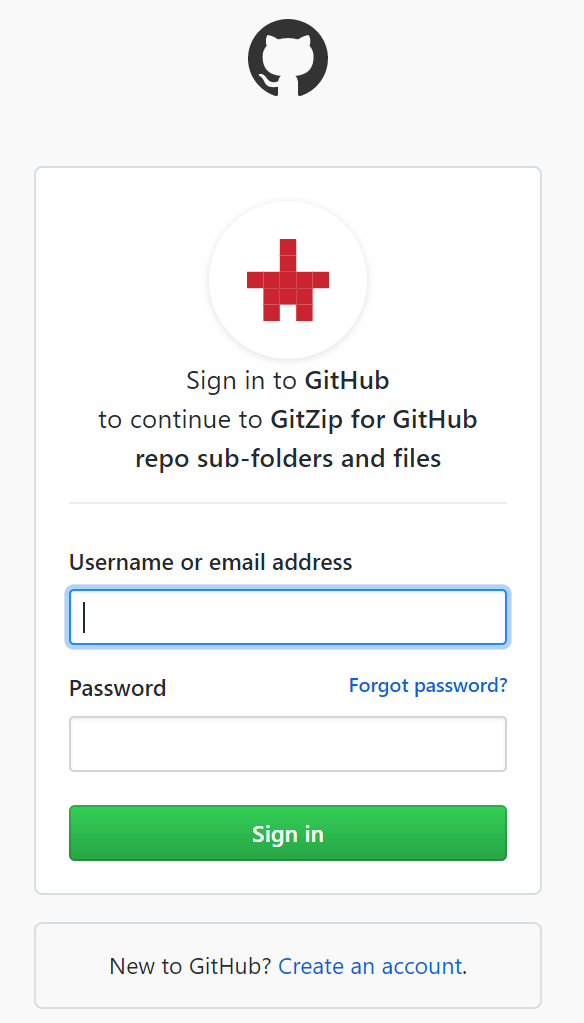 Sign in to GitHub
to continue to GitZip for GitHub
repo sub-folders and files
Username or email address
Password
Forgot password?
Sign in
New to GitHub? Create an account.